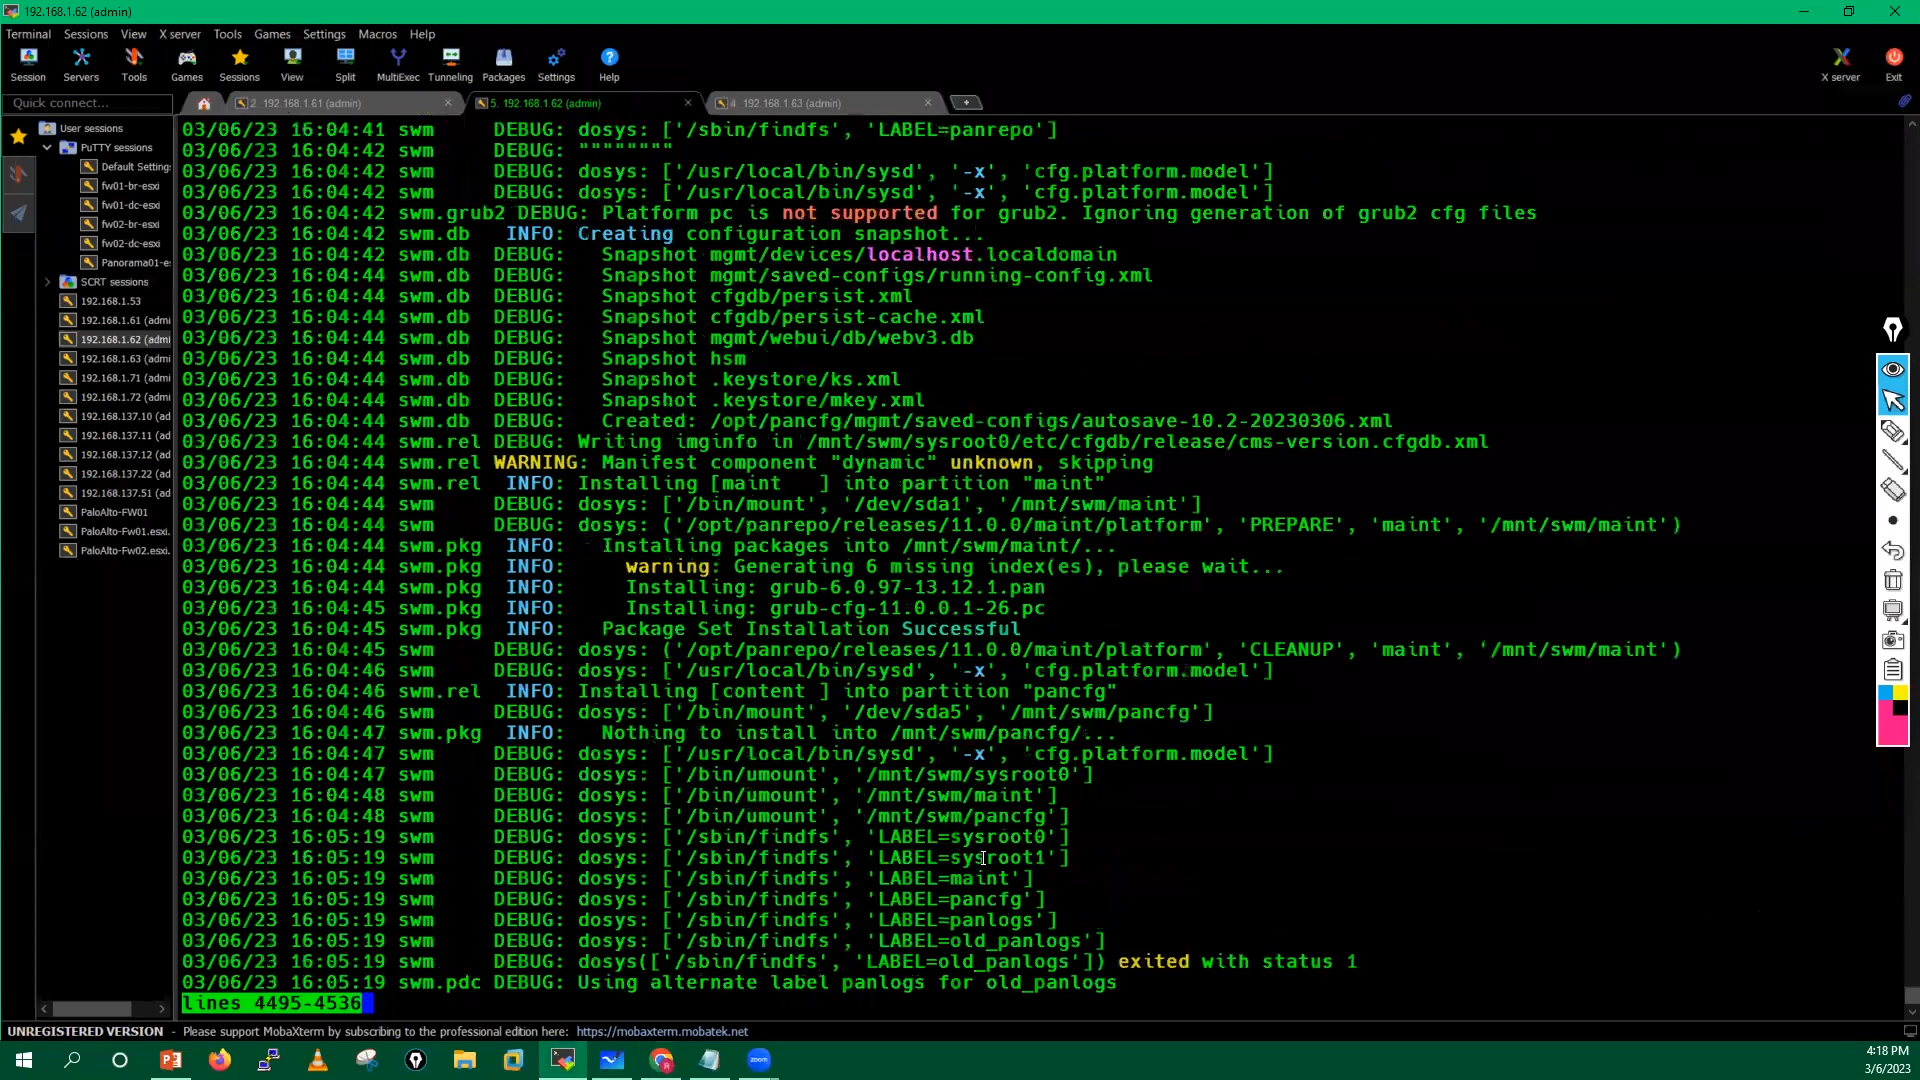 192.168.1.62 (admin)
Terminal Sessions View X server Tools Games Settings Macros Help
Session Servers Tools Games Sessions View Split MultiExec Tunneling Packages Settings Help X server Exit
Quick connect... 2. 192.168.1.61 (admin) 5. 192.168.1.62 (admin) 4. 192.168.1.63 (admin)
User sessions
PuTTY sessions
Default Setting
fw01-br-esxi
fw01-dc-esxi
fw02-br-esxi
fw02-dc-esxi
Panorama01-e
SCRT sessions
192.168.1.53
192.168.1.61 (admi
192.168.1.62 (admi
192.168.1.63 (admi
192.168.1.71 (admi
192.168.1.72 (admi
192.168.137.10 (ad
192.168.137.11 (ad
192.168.137.12 (ad
192.168.137.22 (ad
192.168.137.51 (ad
PaloAlto-FW01
PaloAlto-Fw01.esxi.
PaloAlto-Fw02.esxi.
03/06/23 16:04:41 swm DEBUG: dosys: ['/sbin/findfs', 'LABEL=panrepo']
03/06/23 16:04:42 swm DEBUG: """"""""
03/06/23 16:04:42 swm DEBUG: dosys: ['/usr/local/bin/sysd', '-x', 'cfg.platform.model']
03/06/23 16:04:42 swm DEBUG: dosys: ['/usr/local/bin/sysd', '-x', 'cfg.platform.model']
03/06/23 16:04:42 swm.grub2 DEBUG: Platform pc is not supported for grub2. Ignoring generation of grub2 cfg files
03/06/23 16:04:42 swm.db INFO: Creating configuration snapshot...
03/06/23 16:04:42 swm.db DEBUG: Snapshot mgmt/devices/localhost.localdomain
03/06/23 16:04:44 swm.db DEBUG: Snapshot mgmt/saved-configs/running-config.xml
03/06/23 16:04:44 swm.db DEBUG: Snapshot cfgdb/persist.xml
03/06/23 16:04:44 swm.db DEBUG: Snapshot cfgdb/persist-cache.xml
03/06/23 16:04:44 swm.db DEBUG: Snapshot mgmt/webui/db/webv3.db
03/06/23 16:04:44 swm.db DEBUG: Snapshot hsm
03/06/23 16:04:44 swm.db DEBUG: Snapshot .keystore/ks.xml
03/06/23 16:04:44 swm.db DEBUG: Snapshot .keystore/mkey.xml
03/06/23 16:04:44 swm.db DEBUG: Created: /opt/pancfg/mgmt/saved-configs/autosave-10.2-20230306.xml
03/06/23 16:04:44 swm.rel DEBUG: Writing imginfo in /mnt/swm/sysroot0/etc/cfgdb/release/cms-version.cfgdb.xml
03/06/23 16:04:44 swm.rel WARNING: Manifest component "dynamic" unknown, skipping
03/06/23 16:04:44 swm.rel INFO: Installing [maint ] into partition "maint"
03/06/23 16:04:44 swm DEBUG: dosys: ['/bin/mount', '/dev/sda1', '/mnt/swm/maint']
03/06/23 16:04:44 swm DEBUG: dosys: ('/opt/panrepo/releases/11.0.0/maint/platform', 'PREPARE', 'maint', '/mnt/swm/maint')
03/06/23 16:04:44 swm.pkg INFO: Installing packages into /mnt/swm/maint/...
03/06/23 16:04:44 swm.pkg INFO: warning: Generating 6 missing index(es), please wait...
03/06/23 16:04:44 swm.pkg INFO: Installing: grub-6.0.97-13.12.1.pan
03/06/23 16:04:45 swm.pkg INFO: Installing: grub-cfg-11.0.0.1-26.pc
03/06/23 16:04:45 swm.pkg INFO: Package Set Installation Successful
03/06/23 16:04:45 swm DEBUG: dosys: ('/opt/panrepo/releases/11.0.0/maint/platform', 'CLEANUP', 'maint', '/mnt/swm/maint')
03/06/23 16:04:46 swm DEBUG: dosys: ['/usr/local/bin/sysd', '-x', 'cfg.platform.model']
03/06/23 16:04:46 swm.rel INFO: Installing [content ] into partition "pancfg"
03/06/23 16:04:46 swm DEBUG: dosys: ['/bin/mount', '/dev/sda5', '/mnt/swm/pancfg']
03/06/23 16:04:47 swm.pkg INFO: Nothing to install into /mnt/swm/pancfg/...
03/06/23 16:04:47 swm DEBUG: dosys: ['/usr/local/bin/sysd', '-x', 'cfg.platform.model']
03/06/23 16:04:47 swm DEBUG: dosys: ['/bin/umount', '/mnt/swm/sysroot0']
03/06/23 16:04:48 swm DEBUG: dosys: ['/bin/umount', '/mnt/swm/maint']
03/06/23 16:04:48 swm DEBUG: dosys: ['/bin/umount', '/mnt/swm/pancfg']
03/06/23 16:05:19 swm DEBUG: dosys: ['/sbin/findfs', 'LABEL=sysroot0']
03/06/23 16:05:19 swm DEBUG: dosys: ['/sbin/findfs', 'LABEL=sysroot1']
03/06/23 16:05:19 swm DEBUG: dosys: ['/sbin/findfs', 'LABEL=maint']
03/06/23 16:05:19 swm DEBUG: dosys: ['/sbin/findfs', 'LABEL=pancfg']
03/06/23 16:05:19 swm DEBUG: dosys: ['/sbin/findfs', 'LABEL=panlogs']
03/06/23 16:05:19 swm DEBUG: dosys: ['/sbin/findfs', 'LABEL=old_panlogs']
03/06/23 16:05:19 swm DEBUG: dosys(['/sbin/findfs', 'LABEL=old_panlogs']) exited with status 1
03/06/23 16:05:19 swm.pdc DEBUG: Using alternate label panlogs for old_panlogs
lines 4495-4536
UNREGISTERED VERSION - Please support MobaXterm by subscribing to the professional edition here: https://mobaxterm.mobatek.net
zoom
4:18 PM
3/6/2023